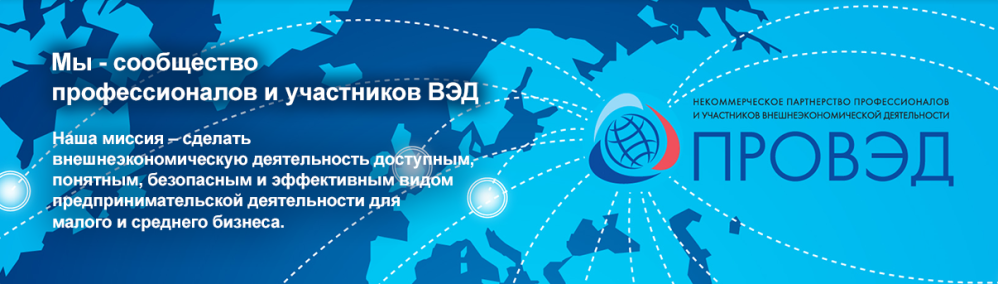 Мы - сообщество
профессионалов и участников ВЭД
Наша миссия – сделать
внешнеэкономическую деятельность доступным,
понятным, безопасным и эффективным видом
предпринимательской деятельности для
малого и среднего бизнеса.
НЕКОММЕРЧЕСКОЕ ПАРТНЕРСТВО ПРОФЕССИОНАЛОВ
И УЧАСТНИКОВ ВНЕШНЕЭКОНОМИЧЕСКОЙ ДЕЯТЕЛЬНОСТИ
ПРОВЭД